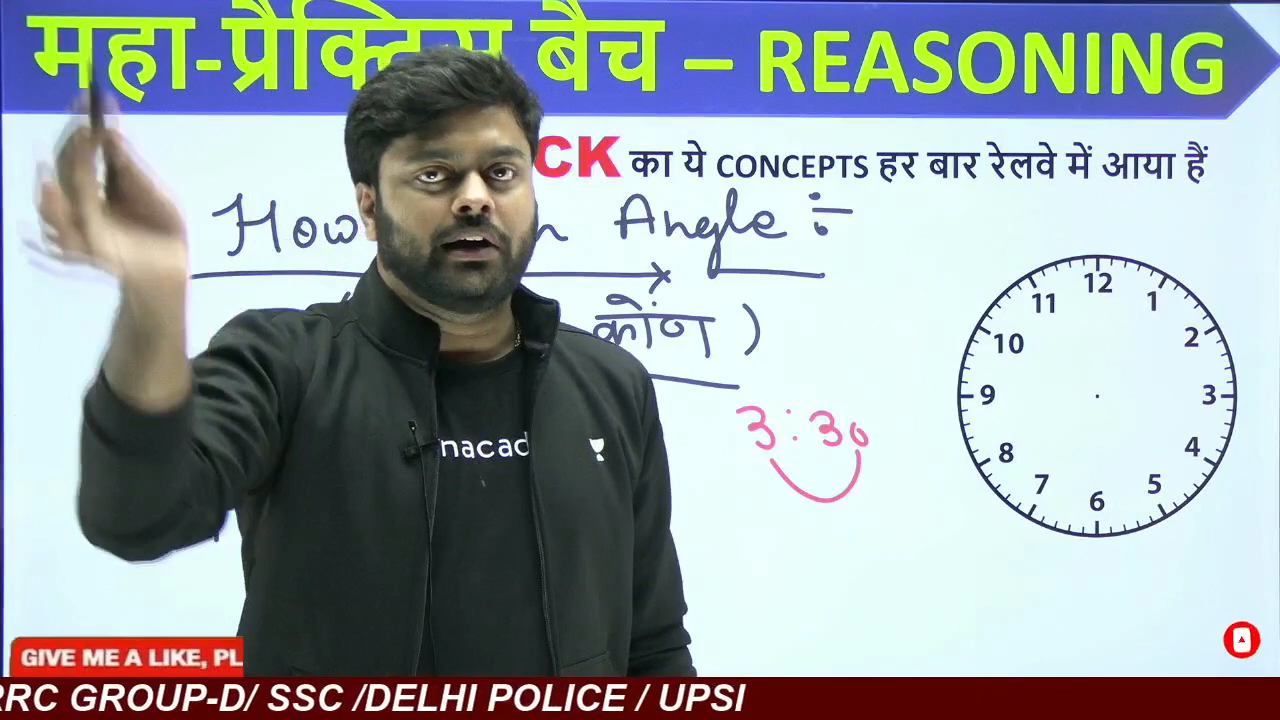 महा-प्रैक्टिस बैच – REASONING
CK का ये CONCEPTS हर बार रेलवे में आया हैं
How n Angle :-
कोण )
3:30
12
11 1
10 2
9 3
8 4
7 5
6
nacad
GIVE ME A LIKE, PL
RRC GROUP-D/ SSC /DELHI POLICE / UPSI